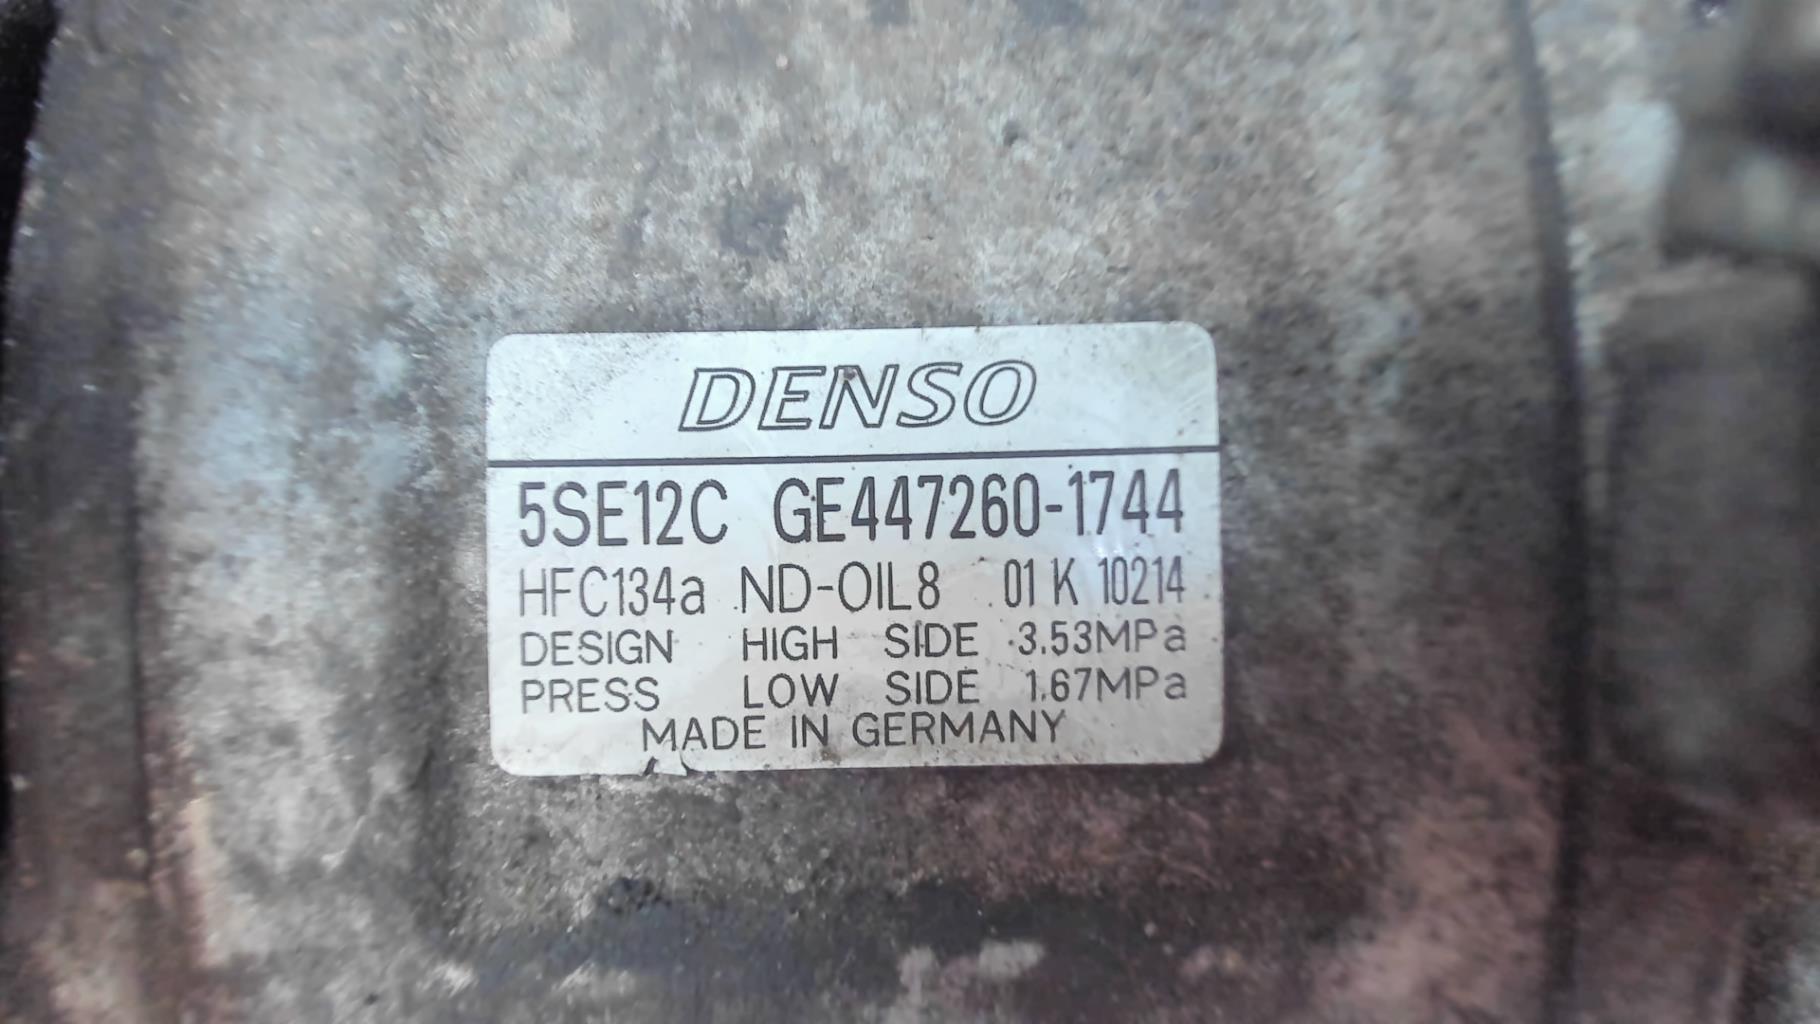 DENSO
5SE12C GE447260-1744
HFC134a ND-OIL8 01 K 10214
DESIGN HIGH SIDE 3.53MPa
PRESS LOW SIDE 1.67MPa
MADE IN GERMANY